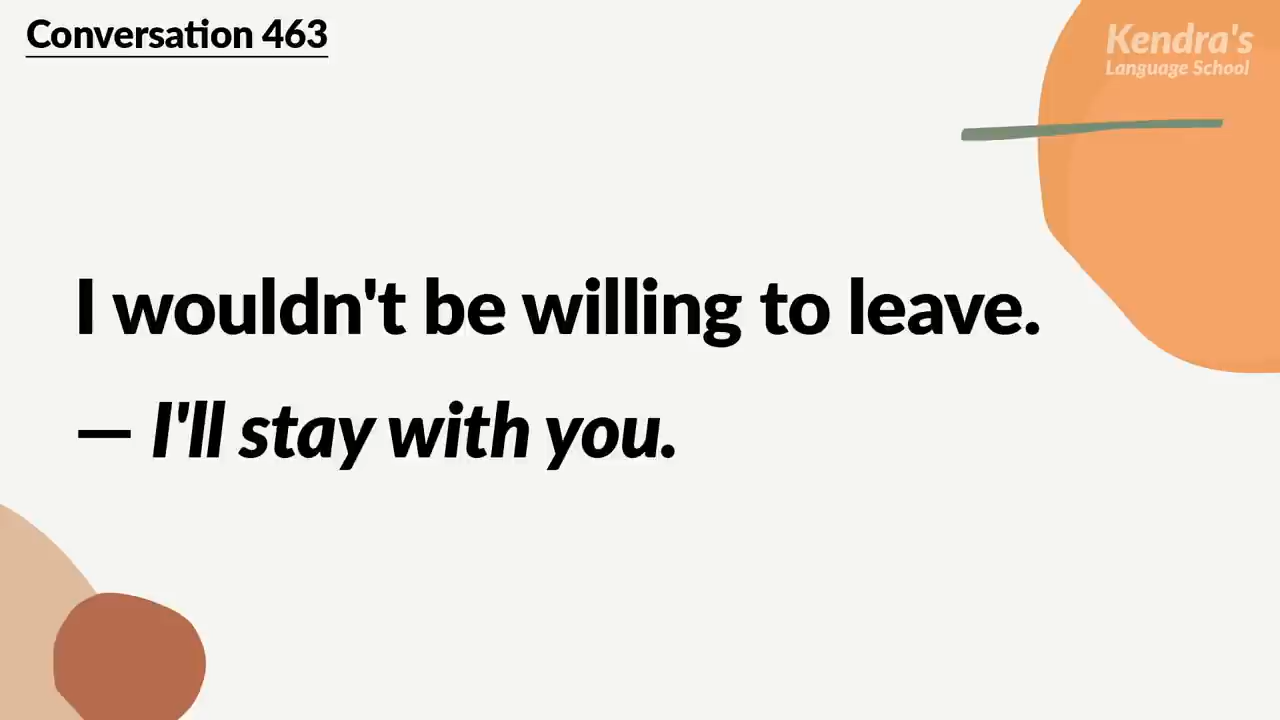 Conversation 463
Kendra's
Language School
I wouldn't be willing to leave.
— I'll stay with you.